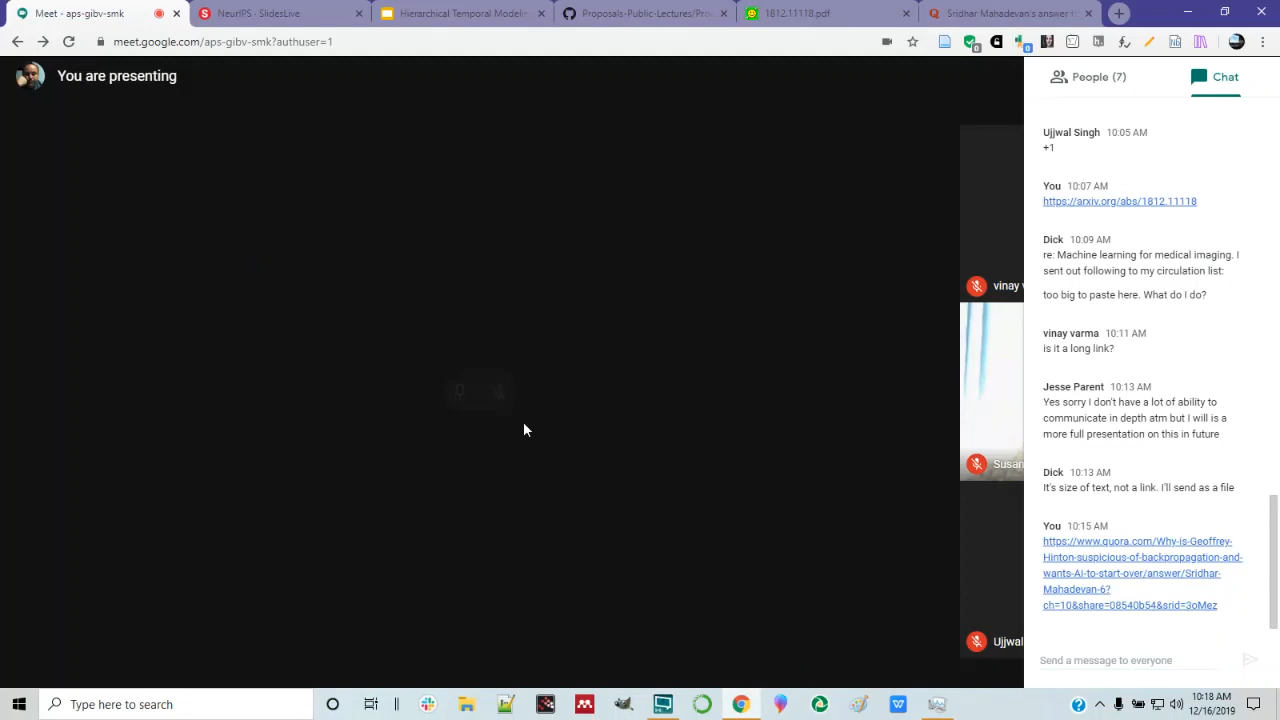 Meet - aps-gibv-smk
NeurIPS - SlidesLive
Hierarchical Temporal Modeli
Proposals-Public-Lectures/Pro
1812.11118.pdf
Sridhar Mahadevan's
meet.google.com/aps-gibv-smk?authuser=1
You are presenting
People (7)
Chat
Ujjwal Singh 10:05 AM
+1
You 10:07 AM
https://arxiv.org/abs/1812.11118
Dick 10:09 AM
re: Machine learning for medical imaging. I
sent out following to my circulation list:
too big to paste here. What do I do?
vinay varma 10:11 AM
is it a long link?
Jesse Parent 10:13 AM
Yes sorry I don't have a lot of ability to
communicate in depth atm but I will is a
more full presentation on this in future
Dick 10:13 AM
It's size of text, not a link. I'll send as a file
You 10:15 AM
https://www.quora.com/Why-is-Geoffrey-
Hinton-suspicious-of-backpropagation-and-
wants-AI-to-start-over/answer/Sridhar-
Mahadevan-6?
ch=10&share=08540b54&srid=3oMez
vinay
Susan
Ujjwal
Send a message to everyone
Type here to search
10:18 AM
12/16/2019